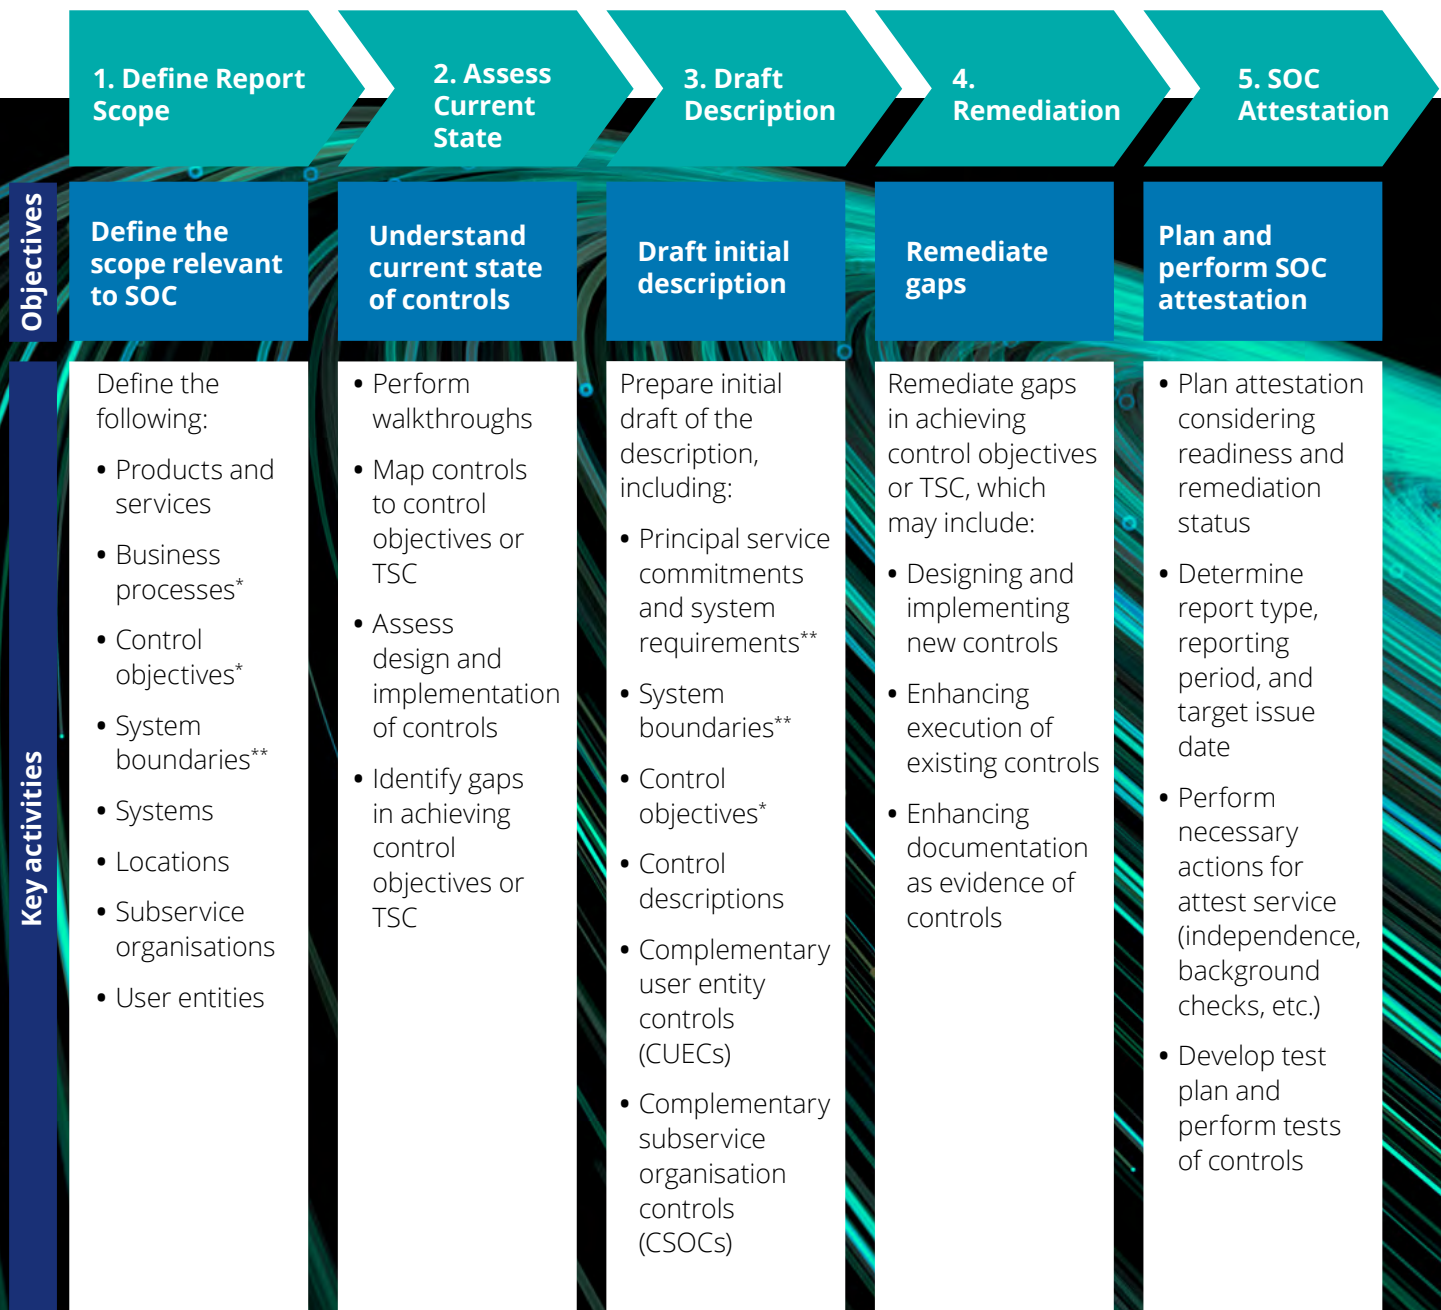 1. Define Report
Scope
2. Assess
Current
State
3. Draft
Description
4.
Remediation
5. SOC
Attestation
Objectives
Define the
scope relevant
to SOC
Understand
current state
of controls
Draft initial
description
Remediate
gaps
Plan and
perform SOC
attestation
Key activities
Define the
following:
• Products and
services
• Business
processes*
• Control
objectives*
• System
boundaries**
• Systems
• Locations
• Subservice
organisations
• User entities
• Perform
walkthroughs
• Map controls
to control
objectives or
TSC
• Assess
design and
implementation
of controls
• Identify gaps
in achieving
control
objectives or
TSC
Prepare initial
draft of the
description,
including:
• Principal service
commitments
and system
requirements**
• System
boundaries**
• Control
objectives*
• Control
descriptions
• Complementary
user entity
controls
(CUECs)
• Complementary
subservice
organisation
controls
(CSOCs)
Remediate gaps
in achieving
control objectives
or TSC, which
may include:
• Designing and
implementing
new controls
• Enhancing
execution of
existing controls
• Enhancing
documentation
as evidence of
controls
• Plan attestation
considering
readiness and
remediation
status
• Determine
report type,
reporting
period, and
target issue
date
• Perform
necessary
actions for
attest service
(independence,
background
checks, etc.)
• Develop test
plan and
perform tests
of controls